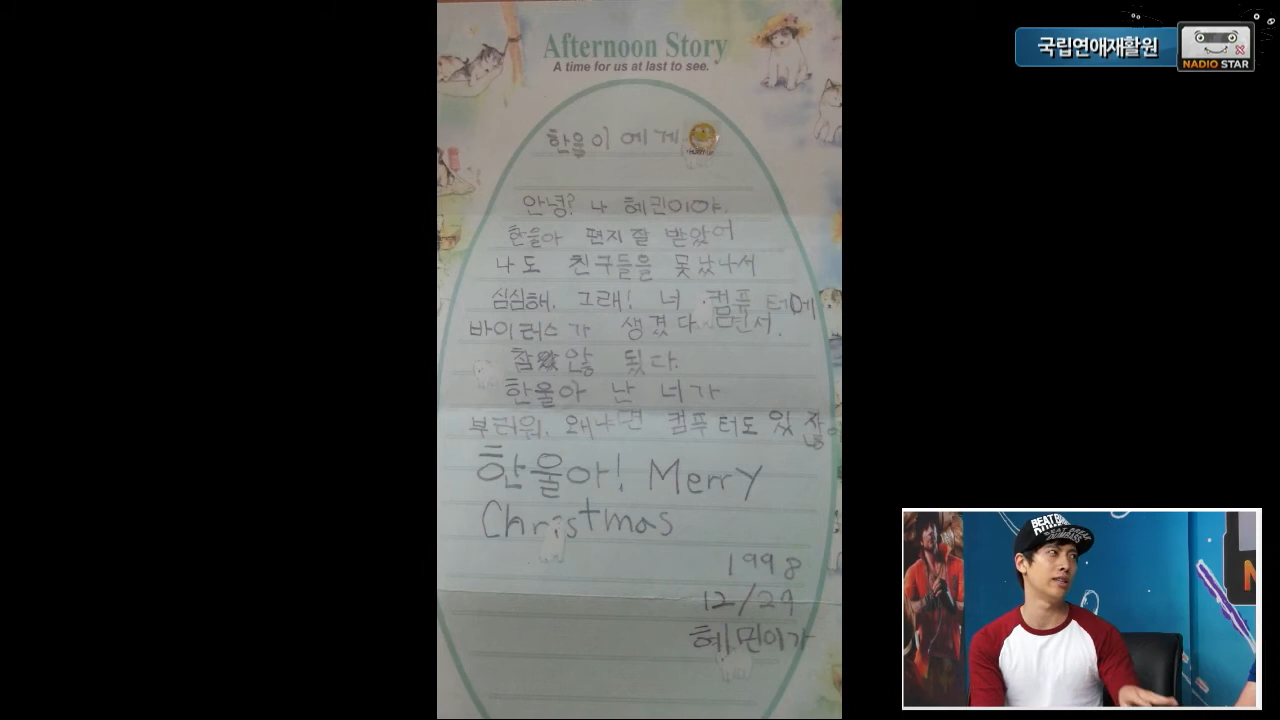 Afternoon Story
A time for us at last to see.
한울이에게
안녕? 나 혜민이야.
한울아 편지 잘 받았어
나도 친구들을 못 났나서
심심해. 그래! 너 컴퓨터에
바이러스가 생겼다면서.
참 않 됬다.
한울아 난 너가
부러워. 왜냐면 컴퓨터도 있잖
한울아! Merry
Christmas
1998
12/29
혜민이가
국립연애재활원
NADIO STAR
BEAT BREAK